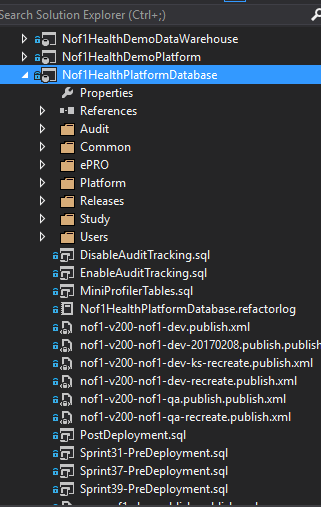 Search Solution Explorer (Ctrl+;)
Nof1HealthDemoDataWarehouse
Nof1HealthDemoPlatform
Nof1HealthPlatformDatabase
Properties
References
Audit
Common
ePRO
Platform
Releases
Study
Users
DisableAuditTracking.sql
EnableAuditTracking.sql
MiniProfilerTables.sql
Nof1HealthPlatformDatabase.refactorlog
nof1-v200-nof1-dev.publish.xml
nof1-v200-nof1-dev-20170208.publish.publish
nof1-v200-nof1-dev-ks-recreate.publish.xml
nof1-v200-nof1-dev-recreate.publish.xml
nof1-v200-nof1-qa.publish.publish.xml
nof1-v200-nof1-qa-recreate.publish.xml
PostDeployment.sql
Sprint31-PreDeployment.sql
Sprint37-PreDeployment.sql
Sprint39-PreDeployment.sql